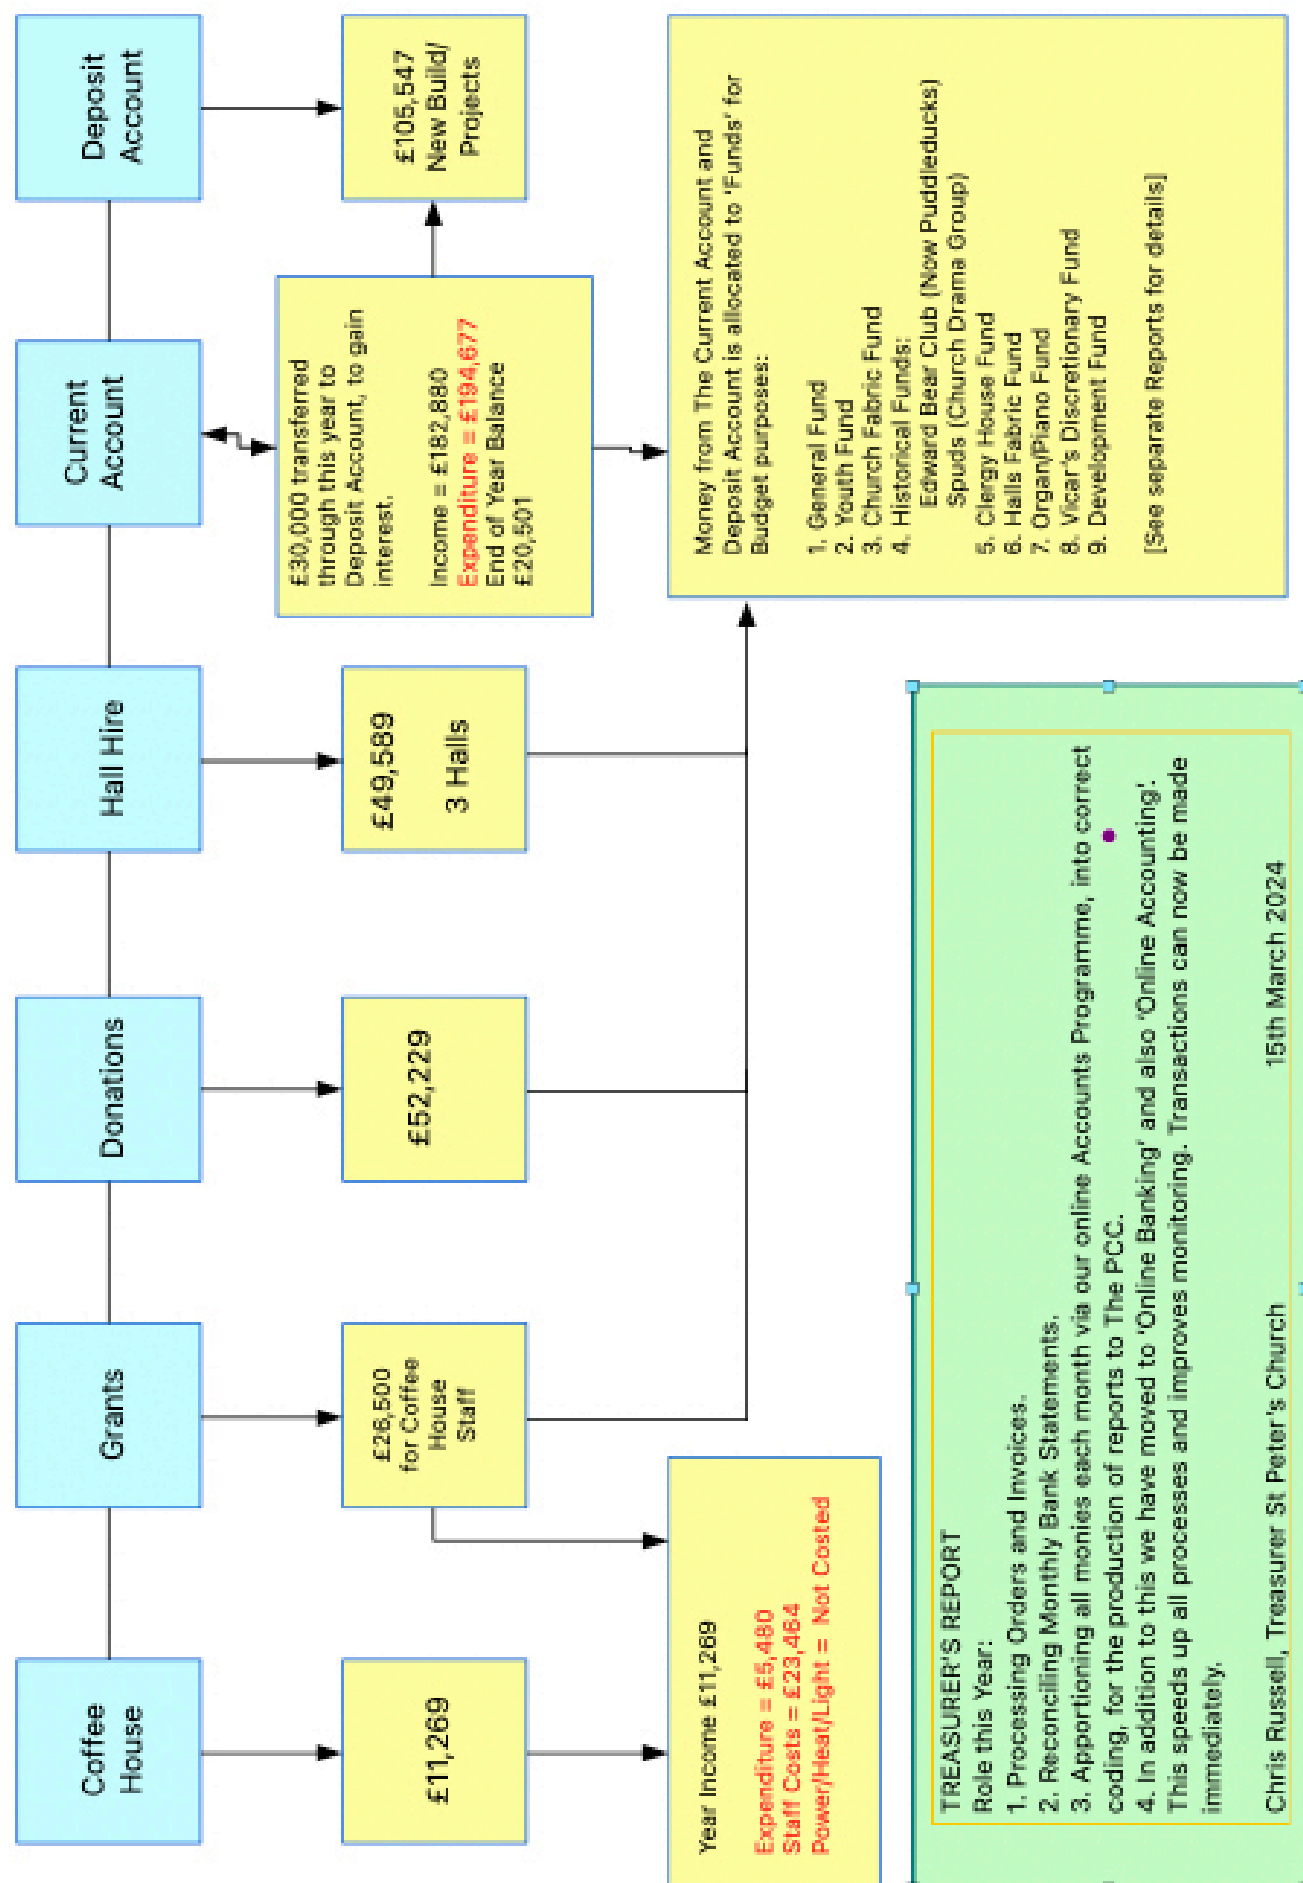 Coffee
House
Grants
Donations
Hall Hire
Current
Account
Deposit
Account
£11,269
£26,500
for Coffee
House
Staff
£52,229
£49,589
3 Halls
£30,000 transferred
through this year to
Deposit Account, to gain
interest.
Income = £182,880
Expenditure = £194,677
End of Year Balance
£20,501
£105,547
New Build/
Projects
Year Income £11,269
Expenditure = £5,480
Staff Costs = £23,464
Power/Heat/Light = Not Costed
Money from The Current Account and
Deposit Account is allocated to 'Funds' for
Budget purposes:
1. General Fund
2. Youth Fund
3. Church Fabric Fund
4. Historical Funds:
Edward Bear Club (Now Puddleducks)
Spuds (Church Drama Group)
5. Clergy House Fund
6. Halls Fabric Fund
7. Organ/Piano Fund
8. Vicar's Discretionary Fund
9. Development Fund
[See separate Reports for details]
TREASURER'S REPORT
Role this Year:
1. Processing Orders and Invoices.
2. Reconciling Monthly Bank Statements.
3. Apportioning all monies each month via our online Accounts Programme, into correct
coding, for the production of reports to The PCC.
4. In addition to this we have moved to 'Online Banking' and also 'Online Accounting'.
This speeds up all processes and improves monitoring. Transactions can now be made
immediately.
Chris Russell, Treasurer St Peter's Church 15th March 2024